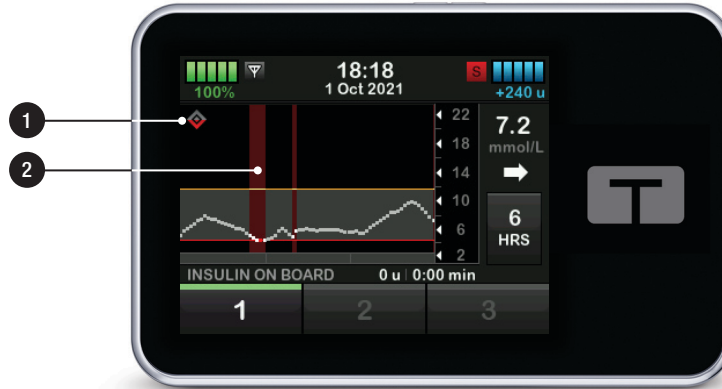 18:18
100%
1 Oct 2021
S
+240 u
1
2
22
18
14
10
6
2
7.2
mmol/L
6
HRS
INSULIN ON BOARD 0 u 0:00 min
1 2 3
T